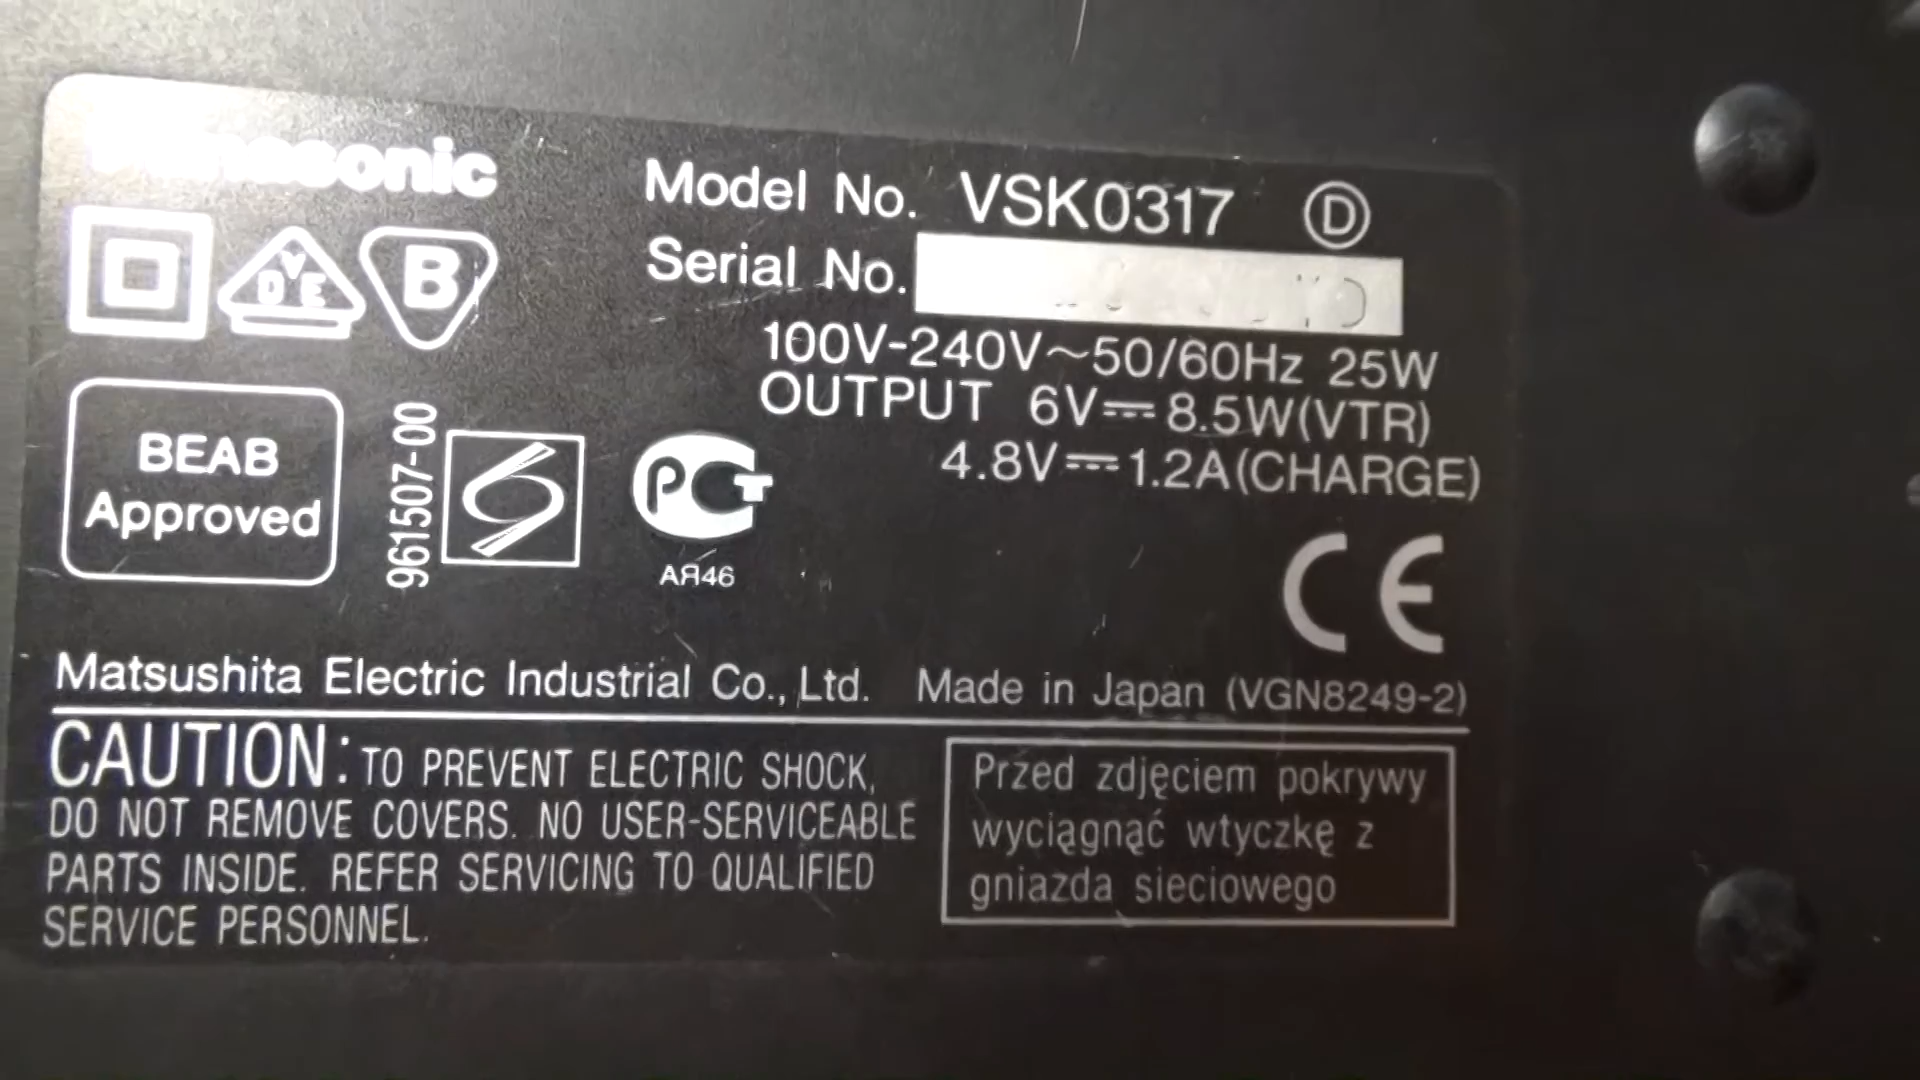 Panasonic
Model No. VSK0317 Ⓓ
Serial No.
VDE
B
100V-240V~50/60Hz 25W
OUTPUT 6V⎓8.5W(VTR)
4.8V⎓1.2A(CHARGE)
BEAB
Approved
961507-00
PCT
AЯ46
CE
Matsushita Electric Industrial Co., Ltd. Made in Japan (VGN8249-2)
CAUTION: TO PREVENT ELECTRIC SHOCK,
DO NOT REMOVE COVERS. NO USER-SERVICEABLE
PARTS INSIDE. REFER SERVICING TO QUALIFIED
SERVICE PERSONNEL.
Przed zdjęciem pokrywy
wyciągnąć wtyczkę z
gniazda sieciowego